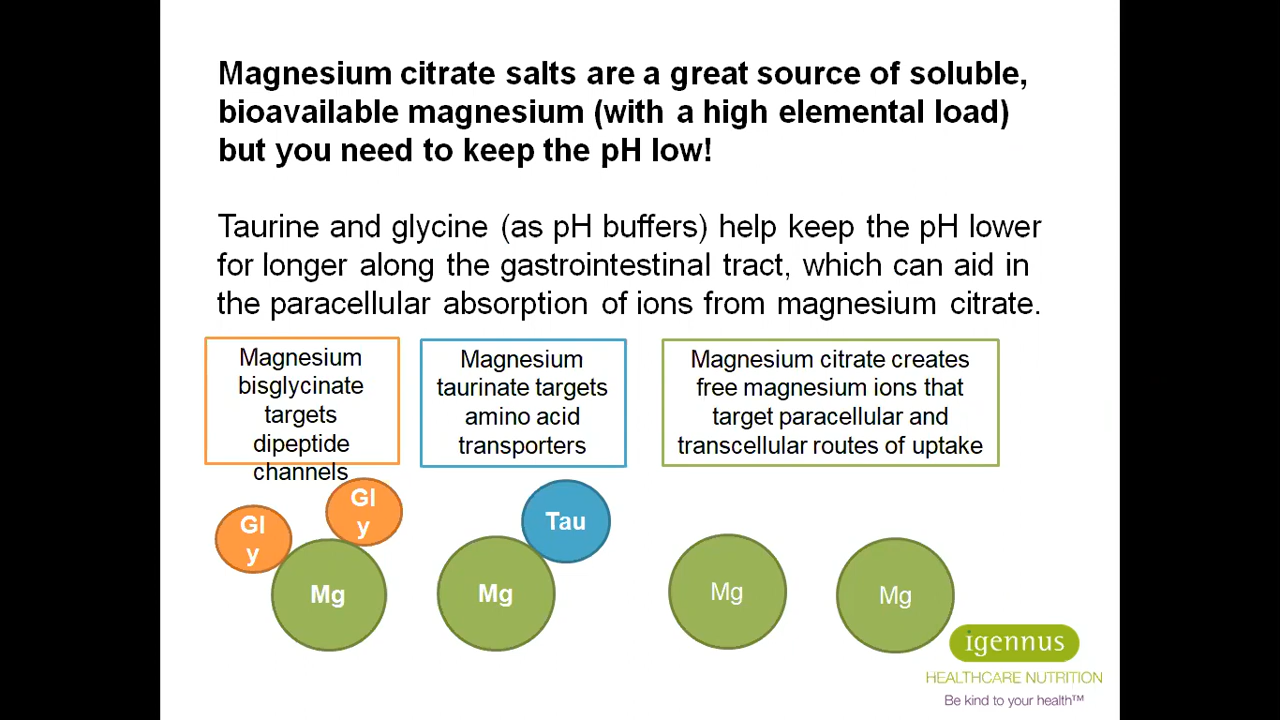 Magnesium citrate salts are a great source of soluble,
bioavailable magnesium (with a high elemental load)
but you need to keep the pH low!
Taurine and glycine (as pH buffers) help keep the pH lower
for longer along the gastrointestinal tract, which can aid in
the paracellular absorption of ions from magnesium citrate.
Magnesium
bisglycinate
targets
dipeptide
channels
Magnesium
taurinate targets
amino acid
transporters
Magnesium citrate creates
free magnesium ions that
target paracellular and
transcellular routes of uptake
Gl
y
Gl
y
Mg
Tau
Mg
Mg
Mg
igennus
HEALTHCARE NUTRITION
Be kind to your health™